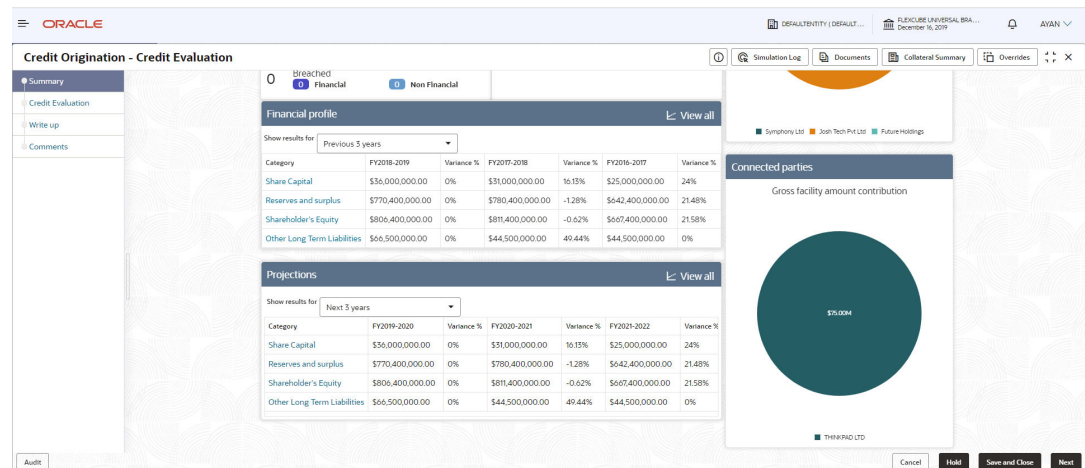 ORACLE
DEFAULTENTITY ( DEFAULT...
FLEXCUBE UNIVERSAL BRA...
December 16, 2019
AYAN
Credit Origination - Credit Evaluation
Simulation Log
Documents
Collateral Summary
Overrides
Summary
Credit Evaluation
Write up
Comments
0 Breached
0 Financial 0 Non Financial
Financial profile View all
Show results for Previous 3 years
Category FY2018-2019 Variance % FY2017-2018 Variance % FY2016-2017 Variance %
Share Capital $36,000,000.00 0% $31,000,000.00 16.13% $25,000,000.00 24%
Reserves and surplus $770,400,000.00 0% $780,400,000.00 -1.28% $642,400,000.00 21.48%
Shareholder's Equity $806,400,000.00 0% $811,400,000.00 -0.62% $667,400,000.00 21.58%
Other Long Term Liabilities $66,500,000.00 0% $44,500,000.00 49.44% $44,500,000.00 0%
Projections View all
Show results for Next 3 years
Category FY2019-2020 Variance % FY2020-2021 Variance % FY2021-2022 Variance %
Share Capital $36,000,000.00 0% $31,000,000.00 16.13% $25,000,000.00 24%
Reserves and surplus $770,400,000.00 0% $780,400,000.00 -1.28% $642,400,000.00 21.48%
Shareholder's Equity $806,400,000.00 0% $811,400,000.00 -0.62% $667,400,000.00 21.58%
Other Long Term Liabilities $66,500,000.00 0% $44,500,000.00 49.44% $44,500,000.00 0%
Symphony Ltd Josh Tech Pvt Ltd Future Holdings
Connected parties
Gross facility amount contribution
$75.00M
THINKPAD LTD
Audit
Cancel Hold Save and Close Next